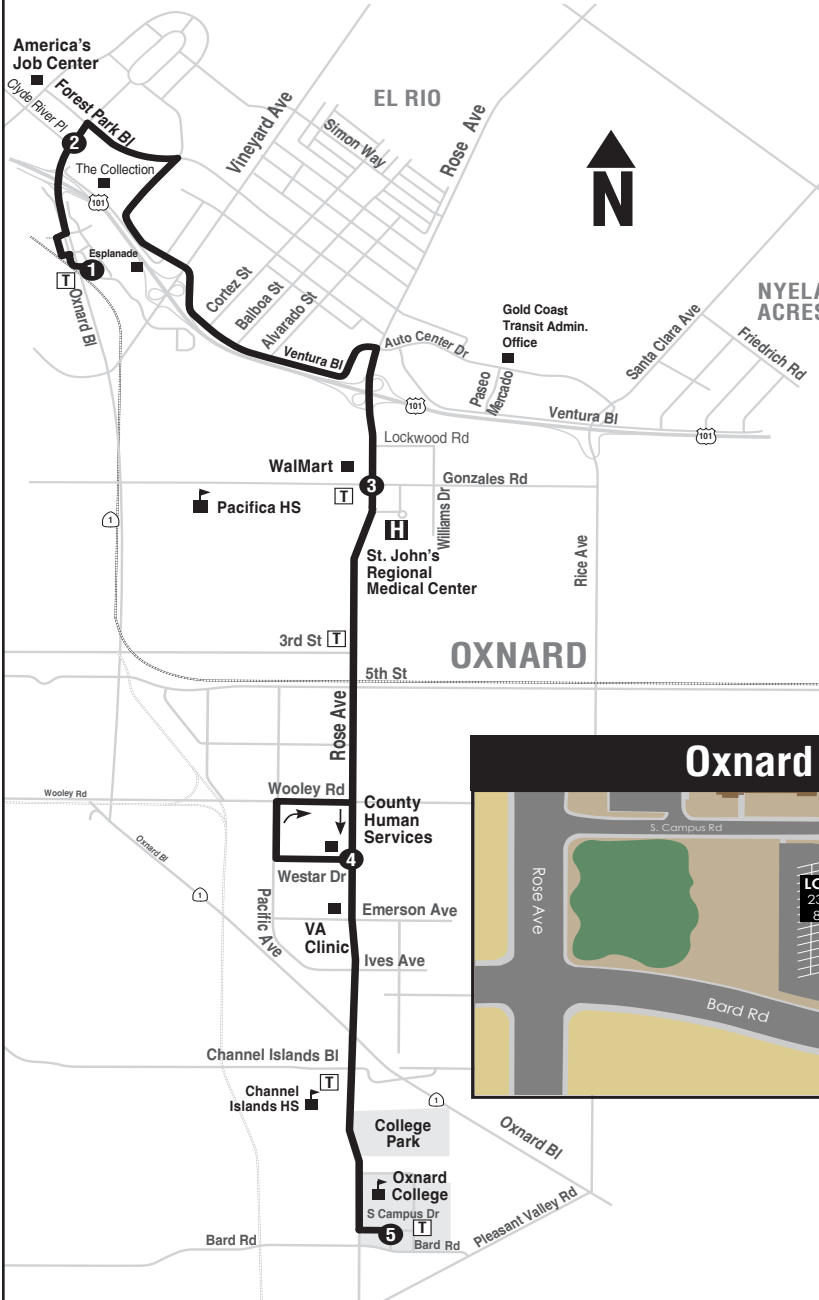 America's
Job Center
Clyde River Pl
Forest Park Bl
2
The Collection
101
Esplanade
1
T
Oxnard Bl
Vineyard Ave
EL RIO
Simon Way
Rose Ave
N
Cortez St
Balboa St
Alvarado St
Ventura Bl
Auto Center Dr
Gold Coast
Transit Admin.
Office
Paseo
Mercado
Santa Clara Ave
Friedrich Rd
101
Ventura Bl
101
Lockwood Rd
WalMart
3
Gonzales Rd
T
Pacifica HS
1
H
Williams Dr
St. John's
Regional
Medical Center
Rice Ave
3rd St
T
OXNARD
5th St
Rose Ave
Wooley Rd
Wooley Rd
County
Human
Services
4
Westar Dr
Oxnard Bl
1
Pacific Ave
VA
Clinic
Emerson Ave
Ives Ave
Channel Islands Bl
T
Channel
Islands HS
1
College
Park
Oxnard Bl
Oxnard
College
S Campus Dr
T
5
Bard Rd
Bard Rd
Pleasant Valley Rd
Oxnard
S. Campus Rd
Rose Ave
Bard Rd